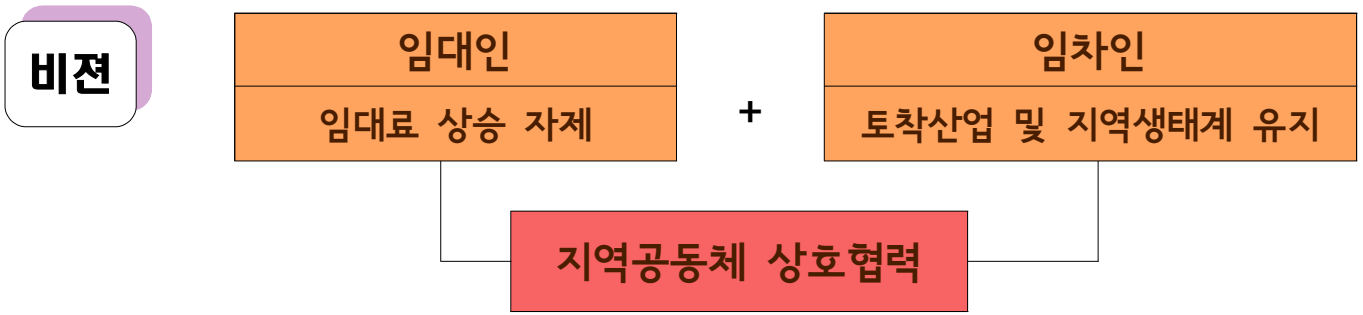 비젼
임대인
임대료 상승 자제
+
임차인
토착산업 및 지역생태계 유지
지역공동체 상호협력